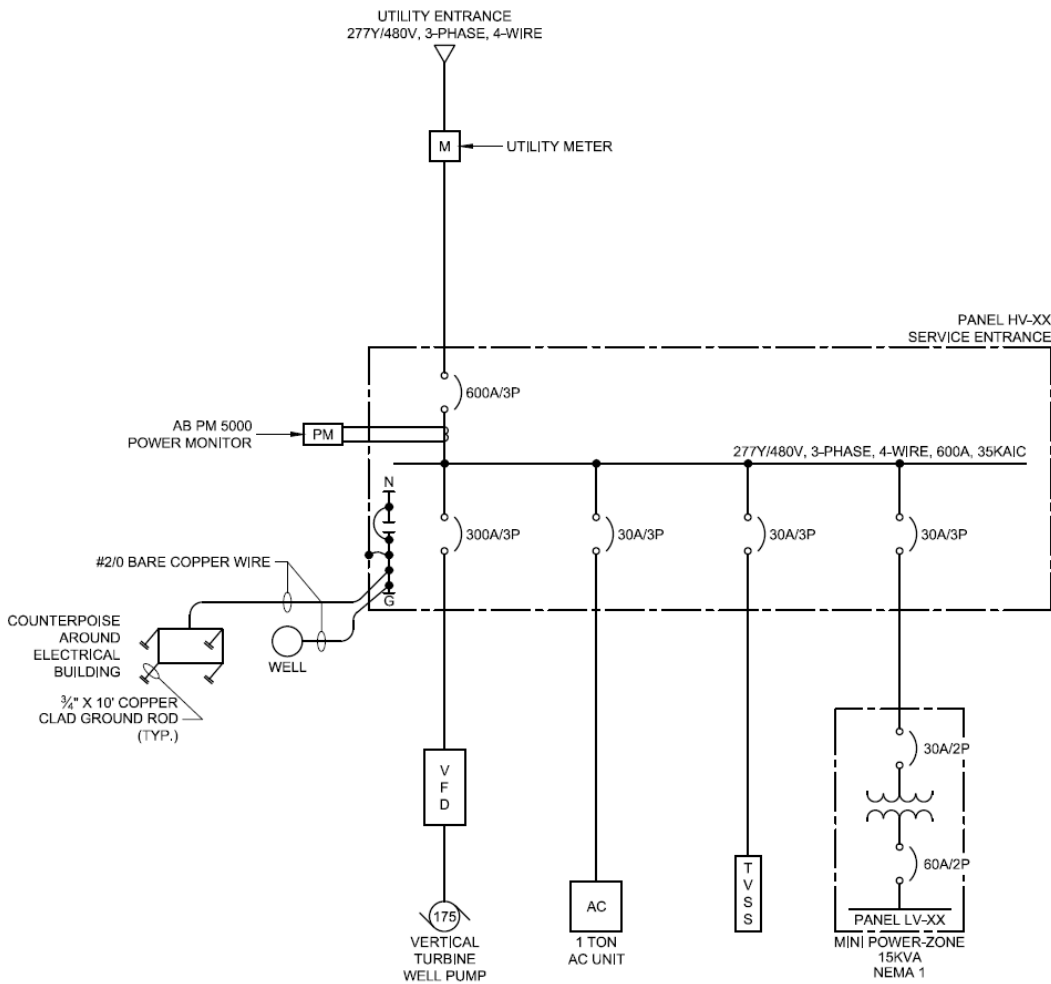 UTILITY ENTRANCE
277Y/480V, 3-PHASE, 4-WIRE
M
UTILITY METER
PANEL HV-XX
SERVICE ENTRANCE
600A/3P
AB PM 5000
POWER MONITOR
PM
277Y/480V, 3-PHASE, 4-WIRE, 600A, 35KAIC
N
300A/3P
30A/3P
30A/3P
30A/3P
#2/0 BARE COPPER WIRE
G
COUNTERPOISE
AROUND
ELECTRICAL
BUILDING
WELL
¾" X 10' COPPER
CLAD GROUND ROD
(TYP.)
V
F
D
30A/2P
60A/2P
T
V
S
S
175
AC
PANEL LV-XX
VERTICAL
TURBINE
WELL PUMP
1 TON
AC UNIT
MINI POWER-ZONE
15KVA
NEMA 1